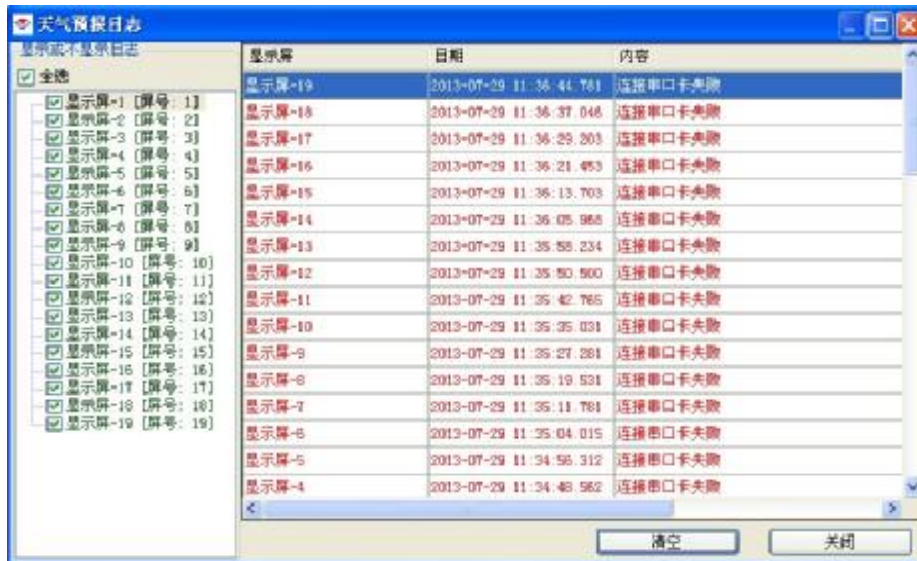 天气预报日志
显示或不显示日志
全选
显示屏-1 [屏号: 1]
显示屏-2 [屏号: 2]
显示屏-3 [屏号: 3]
显示屏-4 [屏号: 4]
显示屏-5 [屏号: 5]
显示屏-6 [屏号: 6]
显示屏-7 [屏号: 7]
显示屏-8 [屏号: 8]
显示屏-9 [屏号: 9]
显示屏-10 [屏号: 10]
显示屏-11 [屏号: 11]
显示屏-12 [屏号: 12]
显示屏-13 [屏号: 13]
显示屏-14 [屏号: 14]
显示屏-15 [屏号: 15]
显示屏-16 [屏号: 16]
显示屏-17 [屏号: 17]
显示屏-18 [屏号: 18]
显示屏-19 [屏号: 19]
显示屏 日期 内容
显示屏-19 2013-07-29 11:36:44.781 连接串口卡失败
显示屏-18 2013-07-29 11:36:37.046 连接串口卡失败
显示屏-17 2013-07-29 11:36:29.203 连接串口卡失败
显示屏-16 2013-07-29 11:36:21.453 连接串口卡失败
显示屏-15 2013-07-29 11:36:13.703 连接串口卡失败
显示屏-14 2013-07-29 11:36:05.968 连接串口卡失败
显示屏-13 2013-07-29 11:35:58.234 连接串口卡失败
显示屏-12 2013-07-29 11:35:50.500 连接串口卡失败
显示屏-11 2013-07-29 11:35:42.765 连接串口卡失败
显示屏-10 2013-07-29 11:35:35.031 连接串口卡失败
显示屏-9 2013-07-29 11:35:27.281 连接串口卡失败
显示屏-8 2013-07-29 11:35:19.531 连接串口卡失败
显示屏-7 2013-07-29 11:35:11.781 连接串口卡失败
显示屏-6 2013-07-29 11:35:04.015 连接串口卡失败
显示屏-5 2013-07-29 11:34:56.312 连接串口卡失败
显示屏-4 2013-07-29 11:34:48.562 连接串口卡失败
清空 关闭